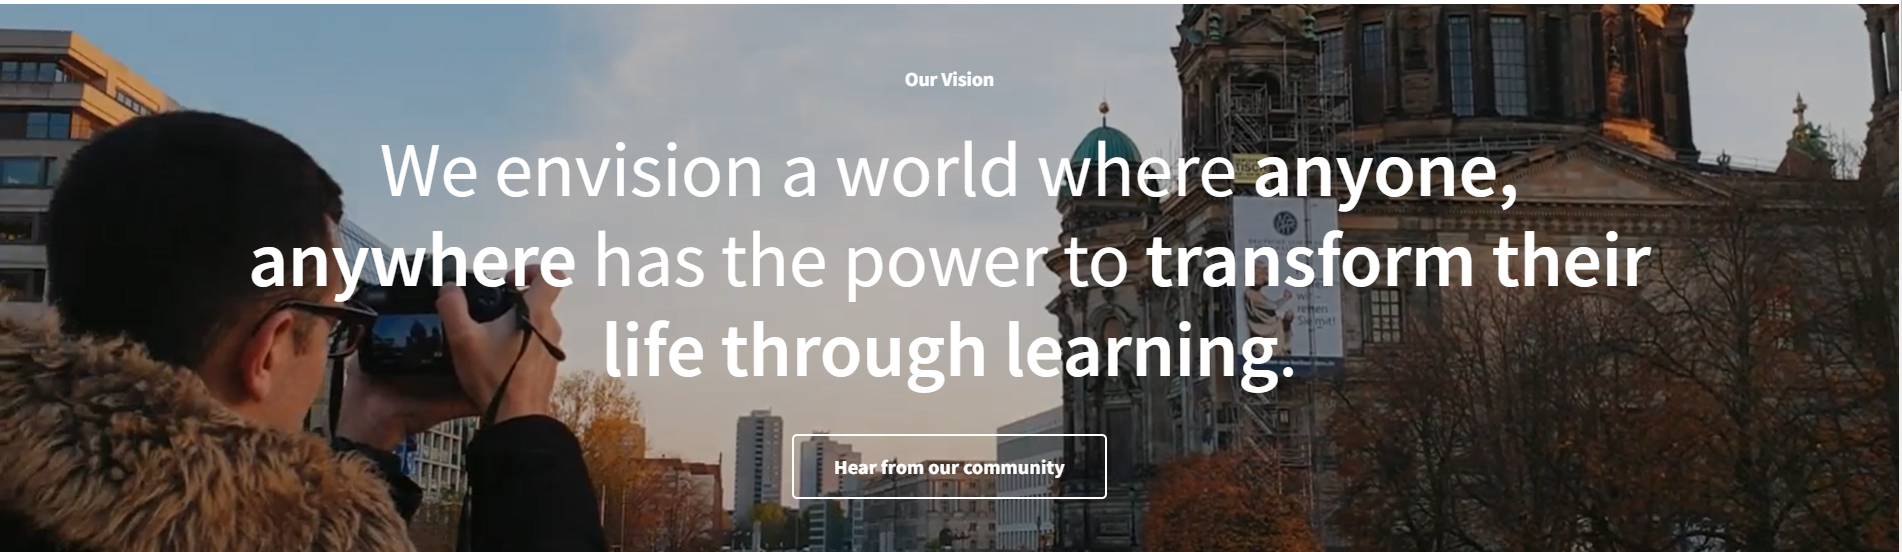 Our Vision
We envision a world where anyone,
anywhere has the power to transform their
life through learning.
Hear from our community